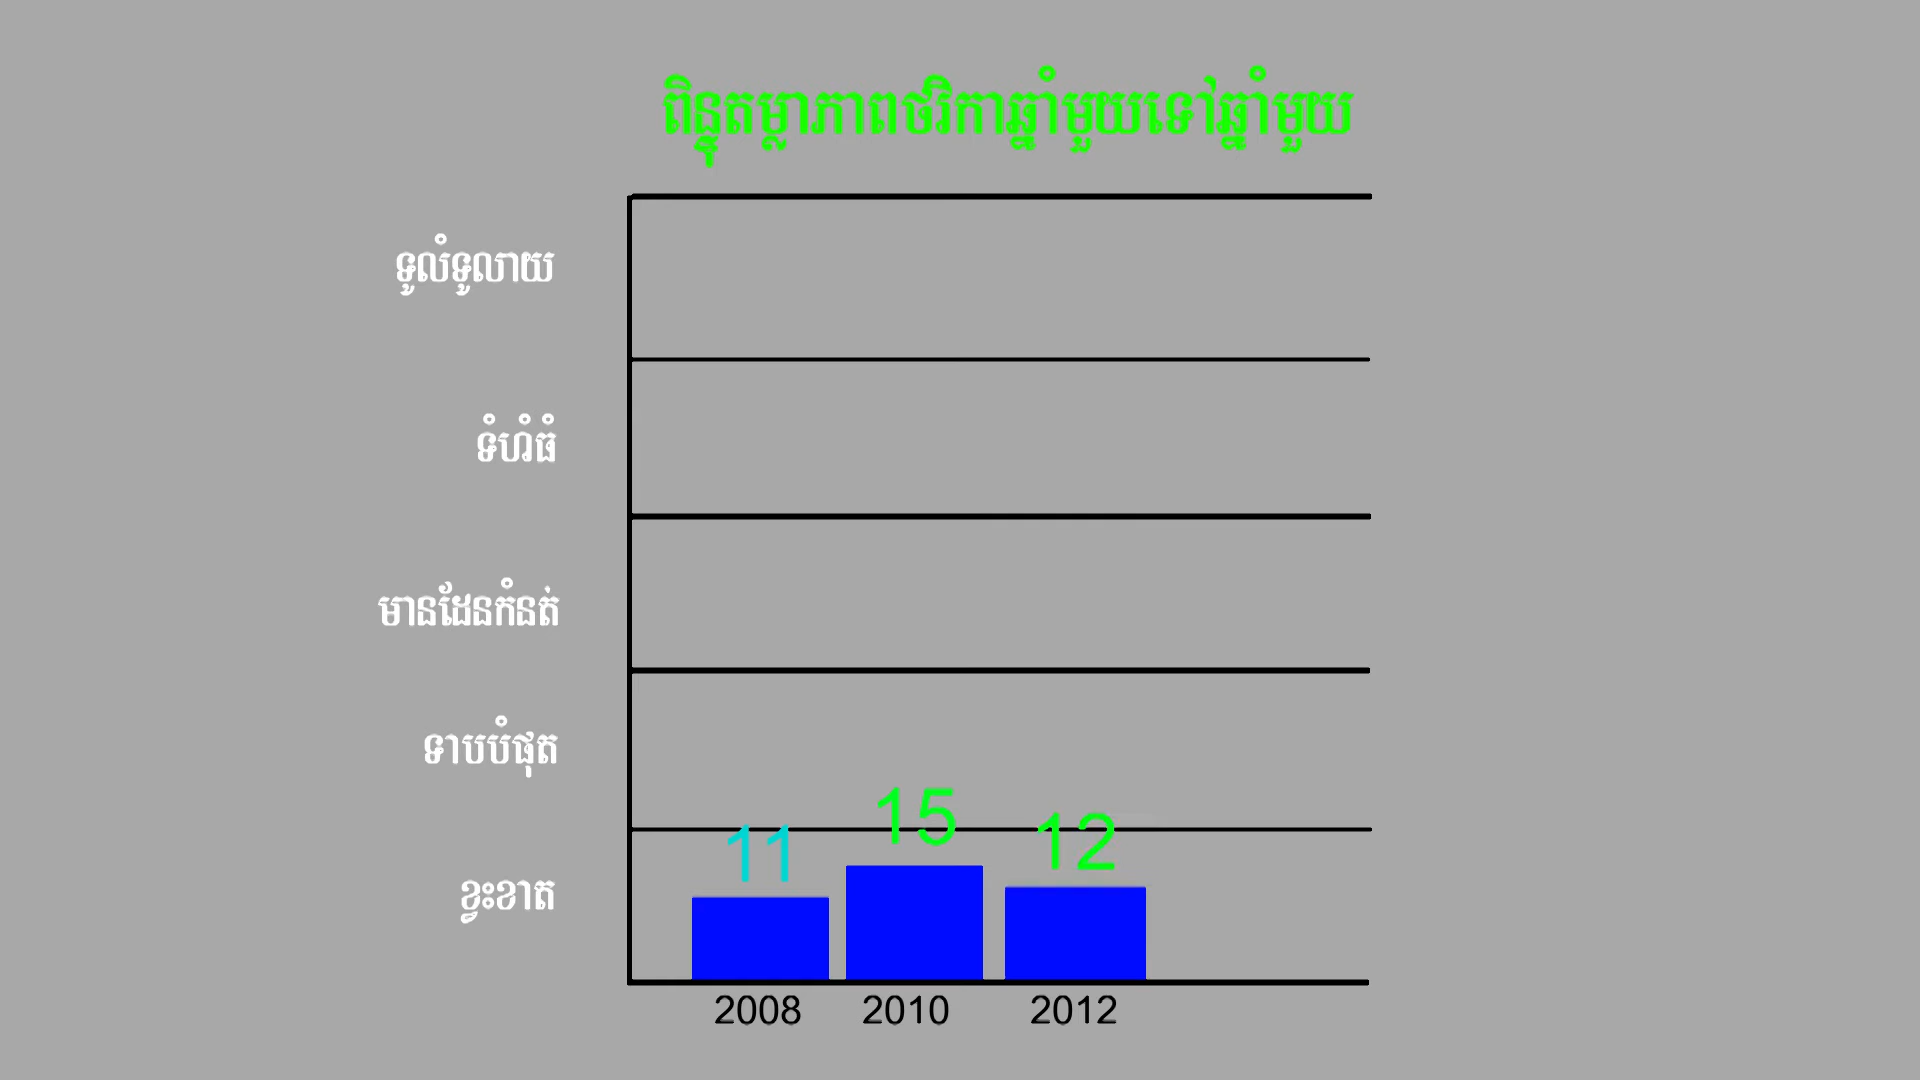 ពិន្ទុតម្លាភាពថវិកាឆ្នាំមួយទៅឆ្នាំមួយ
ទូលំទូលាយ
ទំហំធំ
មានដែនកំនត់
ទាបបំផុត
ខ្វះខាត
11
15
12
2008
2010
2012